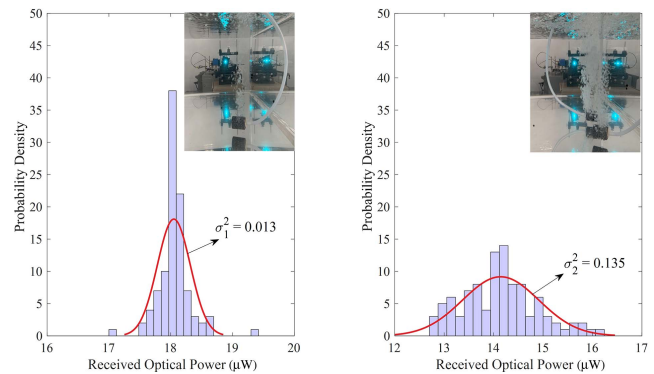 50
45
40
35
30
25
20
15
10
5
0
Probability Density
σ₁² = 0.013
16 17 18 19 20
Received Optical Power (μW)
50
45
40
35
30
25
20
15
10
5
0
Probability Density
σ₂² = 0.135
12 13 14 15 16 17
Received Optical Power (μW)